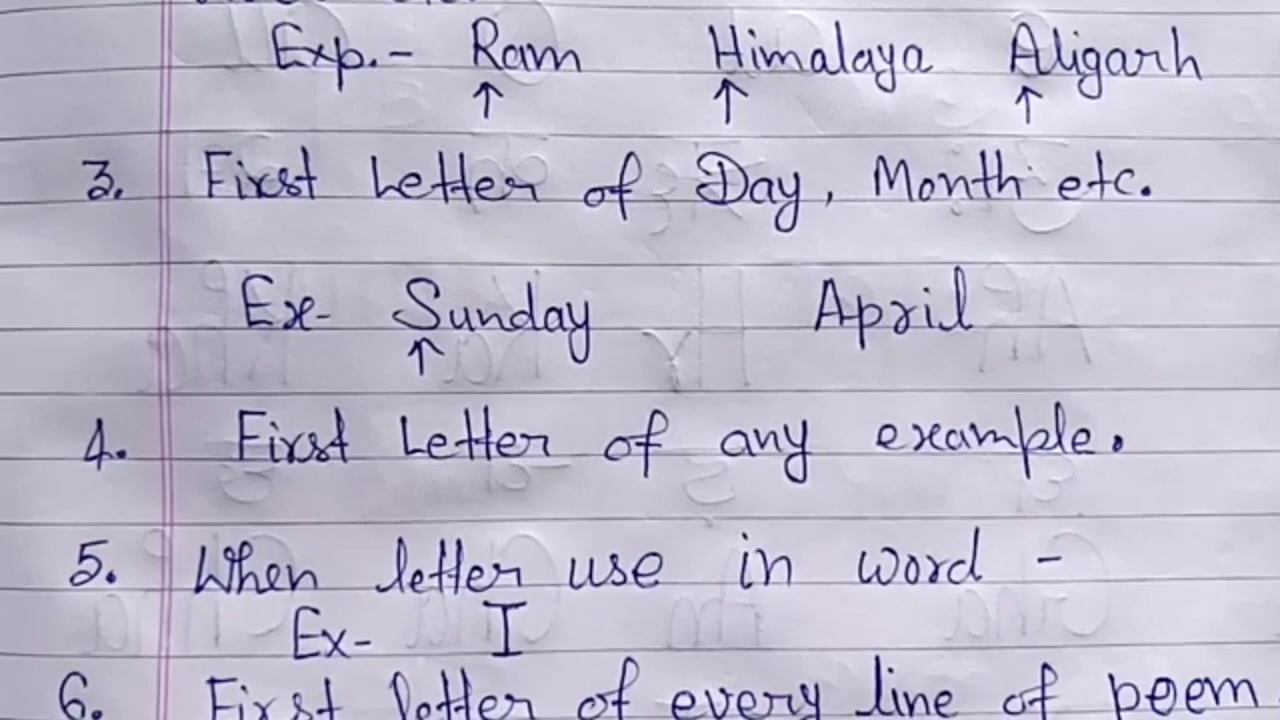 Exp.- Ram Himalaya Aligarh
3. First Letter of Day, Month etc.
Ex- Sunday April
4. First Letter of any example.
5. When letter use in word -
Ex- I
6. First letter of every line of poem